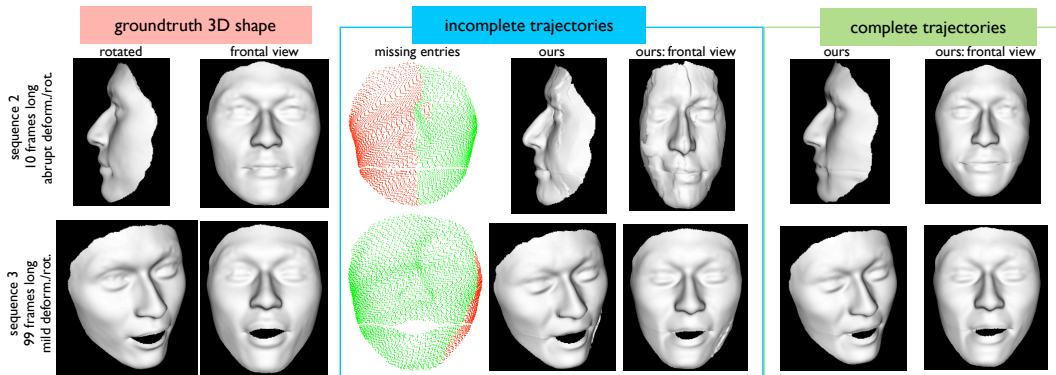 groundtruth 3D shape
incomplete trajectories
complete trajectories
rotated
frontal view
missing entries
ours
ours: frontal view
ours
ours: frontal view
sequence 2
10 frames long
abrupt deform./rot.
sequence 3
99 frames long
mild deform./rot.